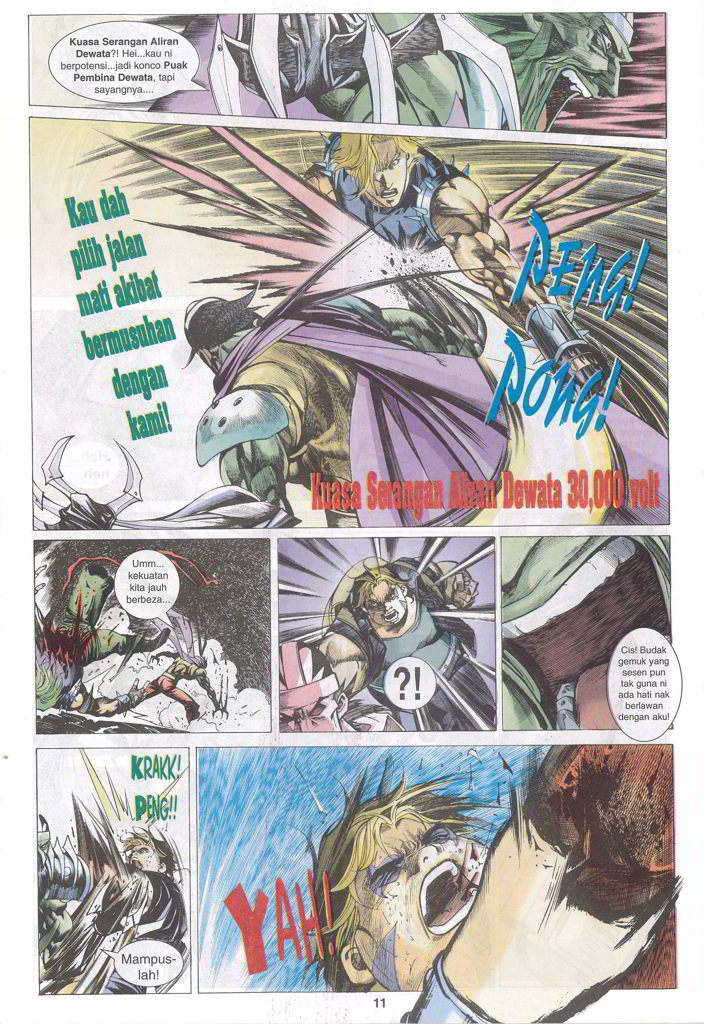 Kuasa Serangan Aliran
Dewata?! Hei...kau ni
berpotensi...jadi konco Puak
Pembina Dewata, tapi
sayangnya....
Kau dah
pilih jalan
mati akibat
bermusuhan
dengan
kami!
PENG!
PONG!
Kuasa Serangan Aliran Dewata 30,000 volt
Umm...
kekuatan
kita jauh
berbeza...
?!
Cis! Budak
gemuk yang
sesen pun
tak guna ni
ada hati nak
berlawan
dengan aku!
KRAKK!
PENG!!
Mampus-
lah!
YAH!
11